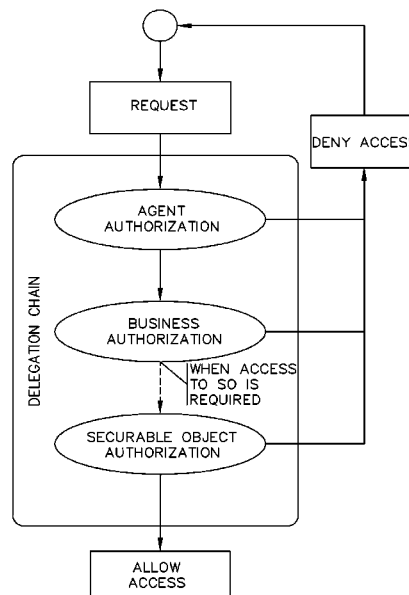 REQUEST
DENY ACCESS
AGENT
AUTHORIZATION
DELEGATION CHAIN
BUSINESS
AUTHORIZATION
WHEN ACCESS
TO SO IS
REQUIRED
SECURABLE OBJECT
AUTHORIZATION
ALLOW
ACCESS